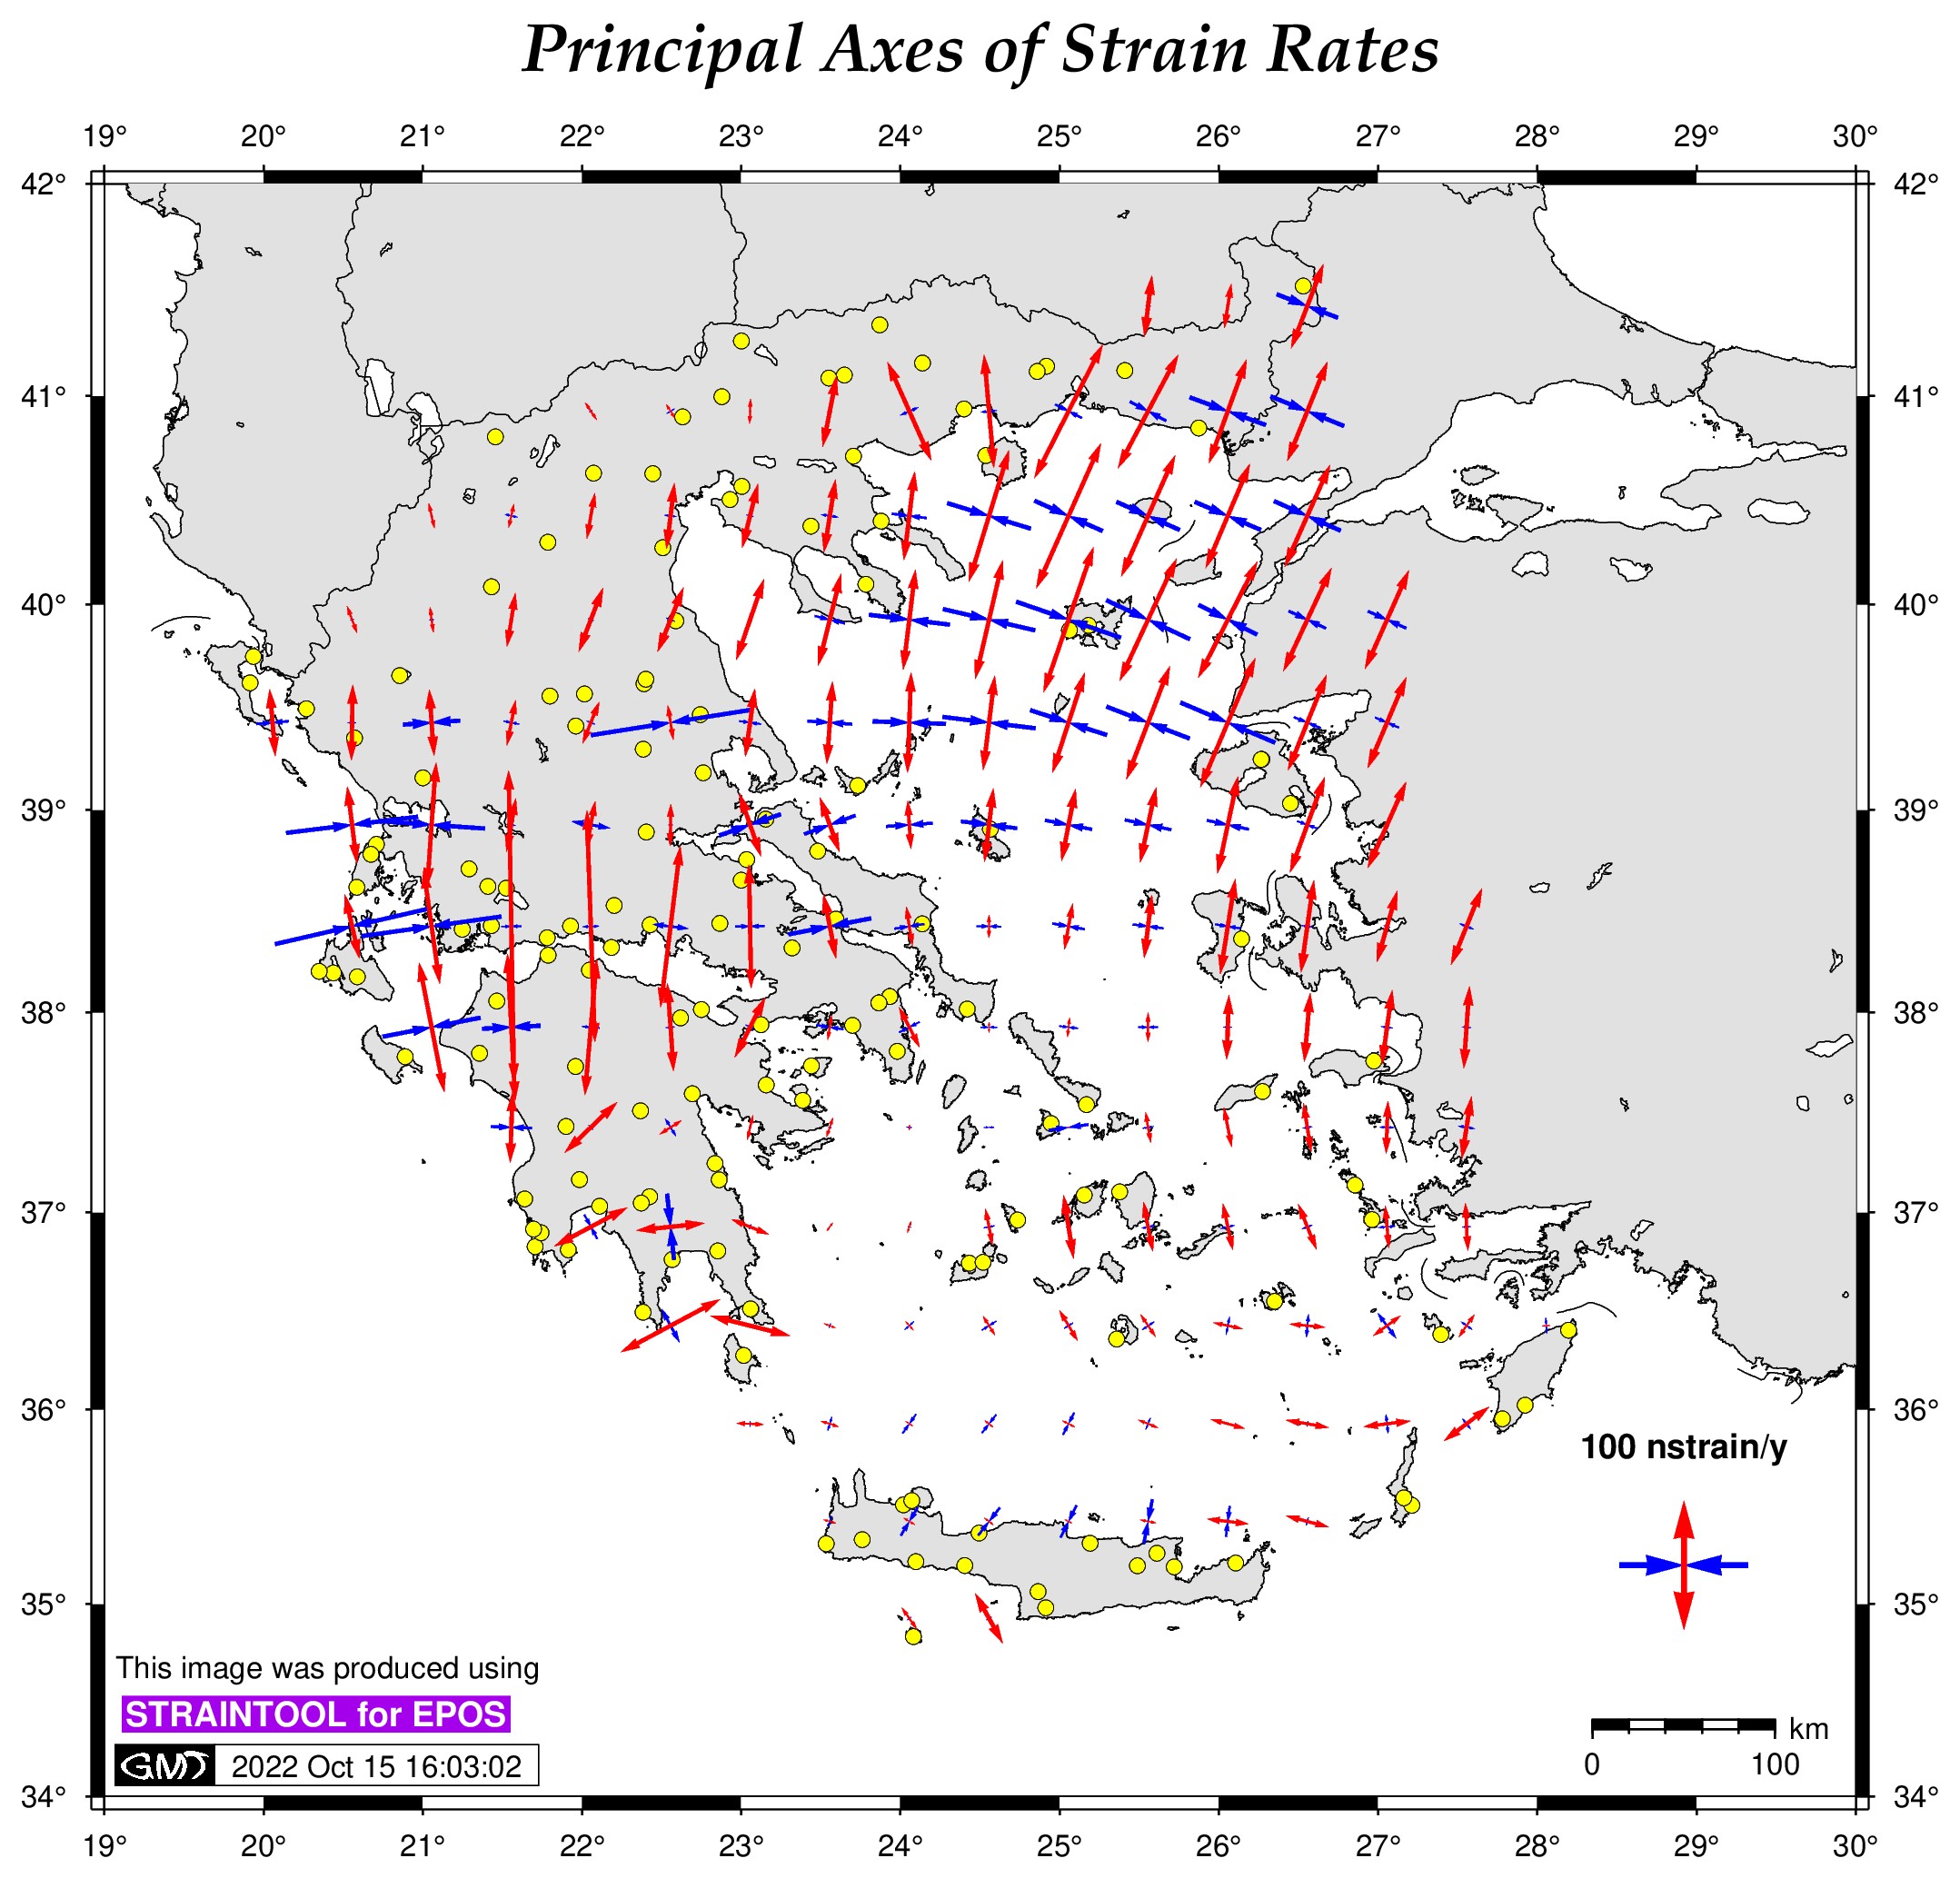 Principal Axes of Strain Rates
19° 20° 21° 22° 23° 24° 25° 26° 27° 28° 29° 30°
42° 42°
41° 41°
40° 40°
39° 39°
38° 38°
37° 37°
36° 36°
100 nstrain/y
35° 35°
This image was produced using
STRAINTOOL for EPOS
km
GMT 2022 Oct 15 16:03:02
0 100
34° 34°
19° 20° 21° 22° 23° 24° 25° 26° 27° 28° 29° 30°